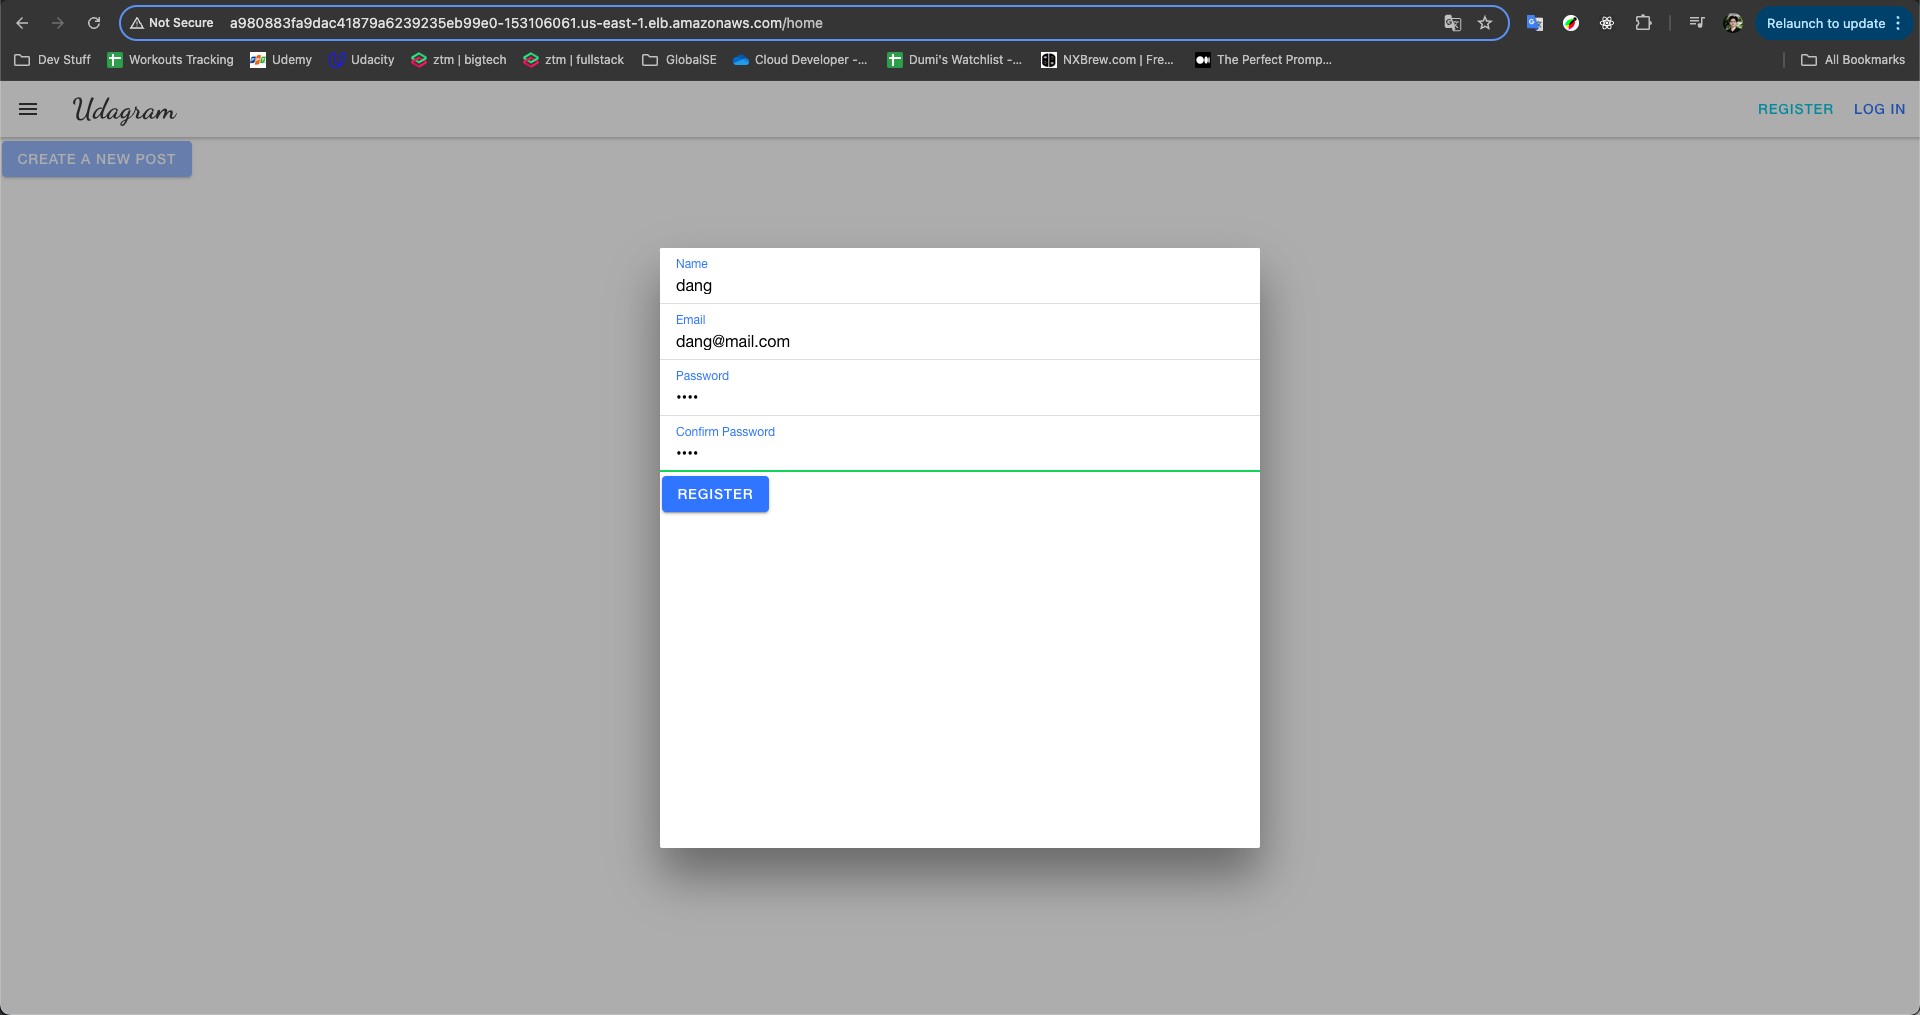 Not Secure a980883fa9dac41879a6239235eb99e0-153106061.us-east-1.elb.amazonaws.com/home Relaunch to update
Dev Stuff Workouts Tracking Udemy Udacity ztm | bigtech ztm | fullstack GlobalSE Cloud Developer -... Dumi's Watchlist -... NXBrew.com | Fre... The Perfect Promp... All Bookmarks
Udagram REGISTER LOG IN
CREATE A NEW POST
Name
dang
Email
dang@mail.com
Password
••••
Confirm Password
••••
REGISTER